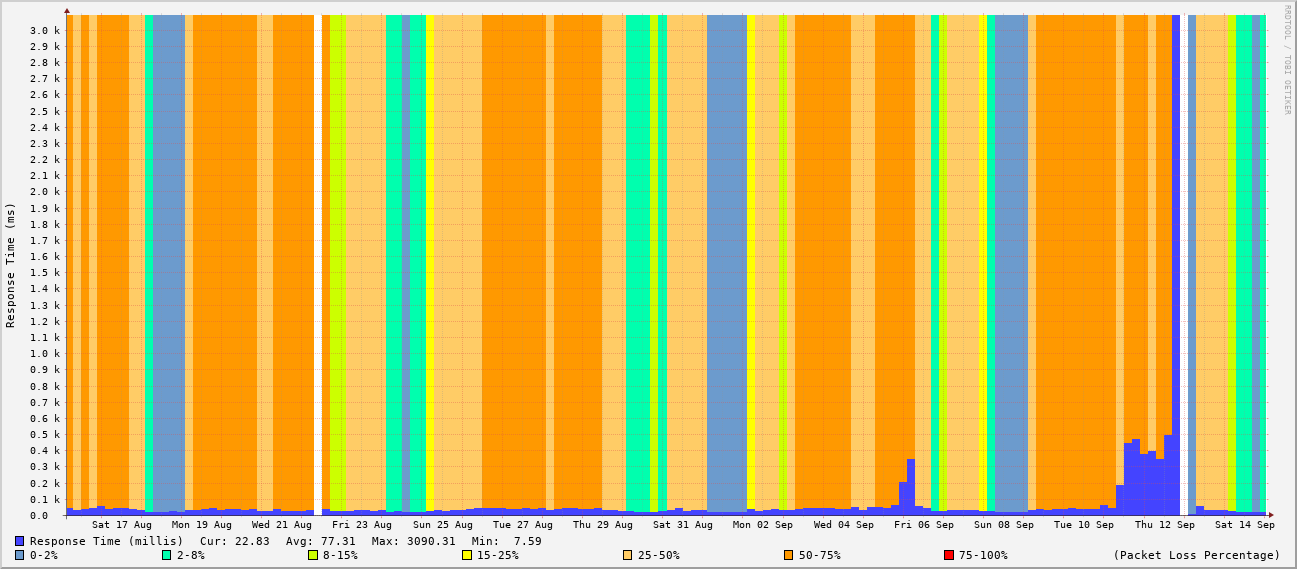 RRDTOOL / TOBI OETIKER
Response Time (ms)
3.0 k
2.9 k
2.8 k
2.7 k
2.6 k
2.5 k
2.4 k
2.3 k
2.2 k
2.1 k
2.0 k
1.9 k
1.8 k
1.7 k
1.6 k
1.5 k
1.4 k
1.3 k
1.2 k
1.1 k
1.0 k
0.9 k
0.8 k
0.7 k
0.6 k
0.5 k
0.4 k
0.3 k
0.2 k
0.1 k
0.0
Sat 17 Aug Mon 19 Aug Wed 21 Aug Fri 23 Aug Sun 25 Aug Tue 27 Aug Thu 29 Aug Sat 31 Aug Mon 02 Sep Wed 04 Sep Fri 06 Sep Sun 08 Sep Tue 10 Sep Thu 12 Sep Sat 14 Sep
Response Time (millis) Cur: 22.83 Avg: 77.31 Max: 3090.31 Min: 7.59
0-2% 2-8% 8-15% 15-25% 25-50% 50-75% 75-100% (Packet Loss Percentage)